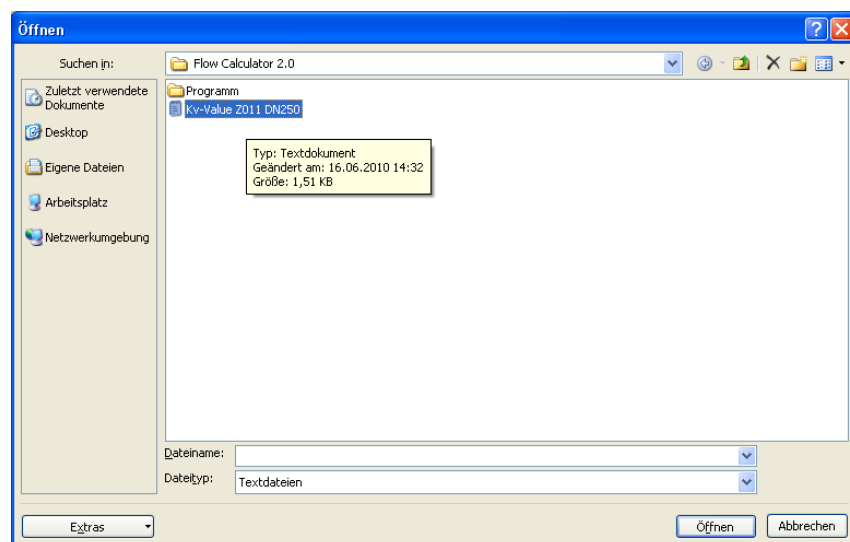 Öffnen
Suchen in:
Flow Calculator 2.0
Zuletzt verwendete
Dokumente
Desktop
Eigene Dateien
Arbeitsplatz
Netzwerkumgebung
Programm
Kv-Value Z011 DN250
Typ: Textdokument
Geändert am: 16.06.2010 14:32
Größe: 1,51 KB
Dateiname:
Dateityp:
Textdateien
Extras
Öffnen
Abbrechen